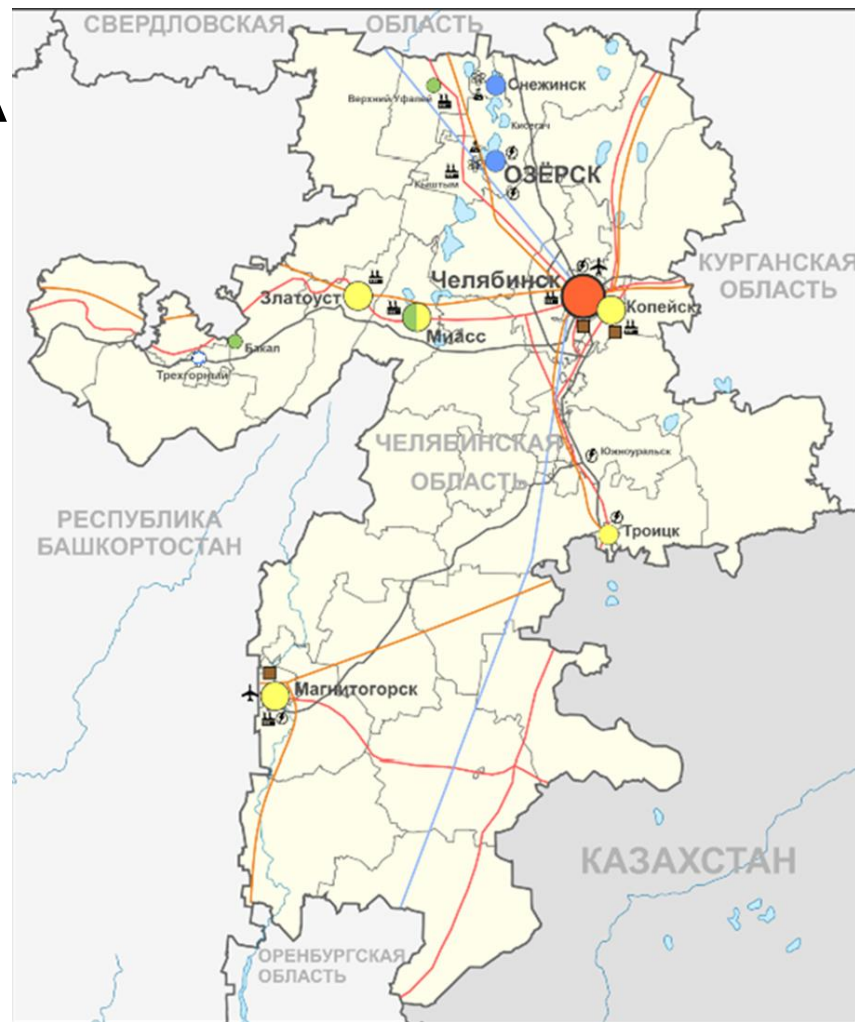 СВЕРДЛОВСКАЯ ОБЛАСТЬ
А
Снежинск
Верхний Уфалей
Кисегач
ОЗЁРСК
Кыштым
КУРГАНСКАЯ
ОБЛАСТЬ
Челябинск
Златоуст
Копейск
Миасс
Бакал
Трехгорный
ЧЕЛЯБИНСКАЯ
ОБЛАСТЬ
Южноуральск
РЕСПУБЛИКА
БАШКОРТОСТАН
Троицк
Магнитогорск
КАЗАХСТАН
ОРЕНБУРГСКАЯ
ОБЛАСТЬ